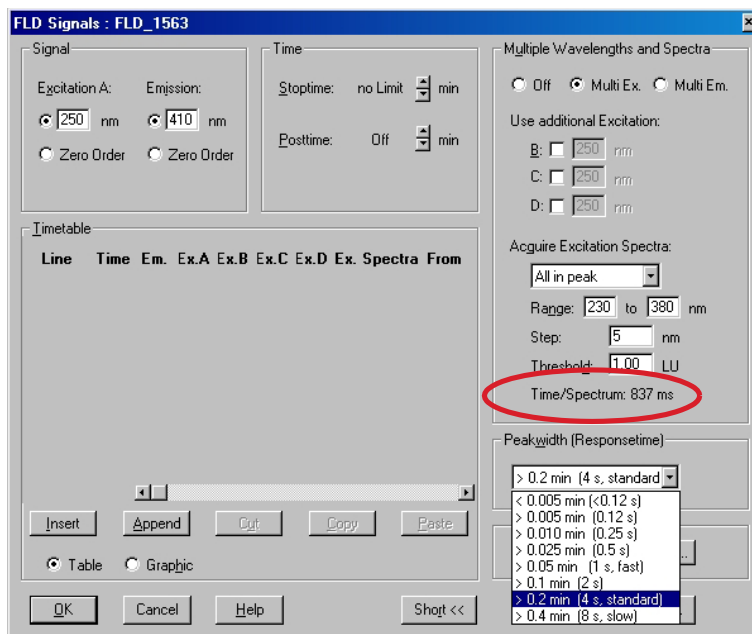 FLD Signals : FLD_1563
Signal
Excitation A: Emission:
250 nm 410 nm
Zero Order Zero Order
Time
Stoptime: no Limit min
Posttime: Off min
Multiple Wavelengths and Spectra
Off Multi Ex. Multi Em.
Use additional Excitation:
B: 250 nm
C: 250 nm
D: 250 nm
Acquire Excitation Spectra:
All in peak
Range: 230 to 380 nm
Step: 5 nm
Threshold: 1.00 LU
Time/Spectrum: 837 ms
Timetable
Line Time Em. Ex.A Ex.B Ex.C Ex.D Ex. Spectra From
Insert Append Cut Copy Paste
Table Graphic
Peakwidth (Responsetime)
> 0.2 min (4 s, standard
< 0.005 min (<0.12 s)
> 0.005 min (0.12 s)
> 0.010 min (0.25 s)
> 0.025 min (0.5 s)
> 0.05 min (1 s, fast)
> 0.1 min (2 s)
> 0.2 min (4 s, standard)
> 0.4 min (8 s, slow)
OK Cancel Help Short <<